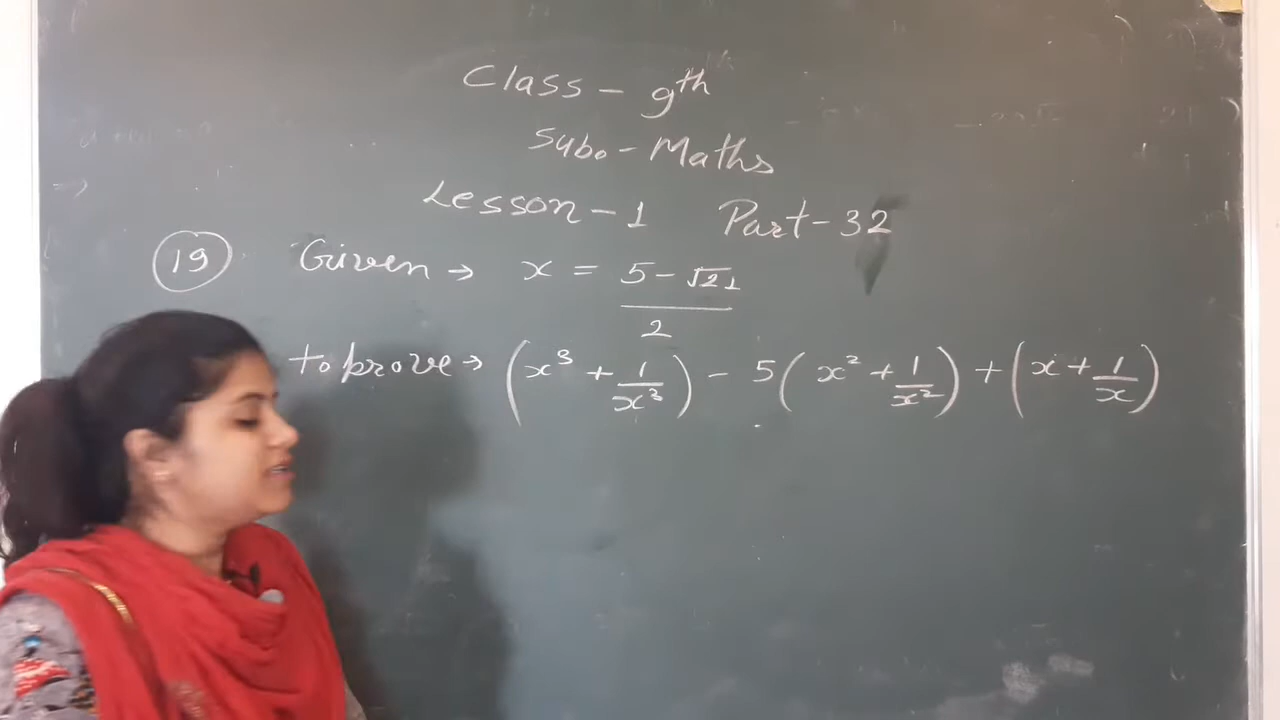 Class - 9th
Sub. - Maths
Lesson - 1 Part - 32
19 Given → x = 5 - √21 / 2
to prove → (x³ + 1/x³) - 5(x² + 1/x²) + (x + 1/x)